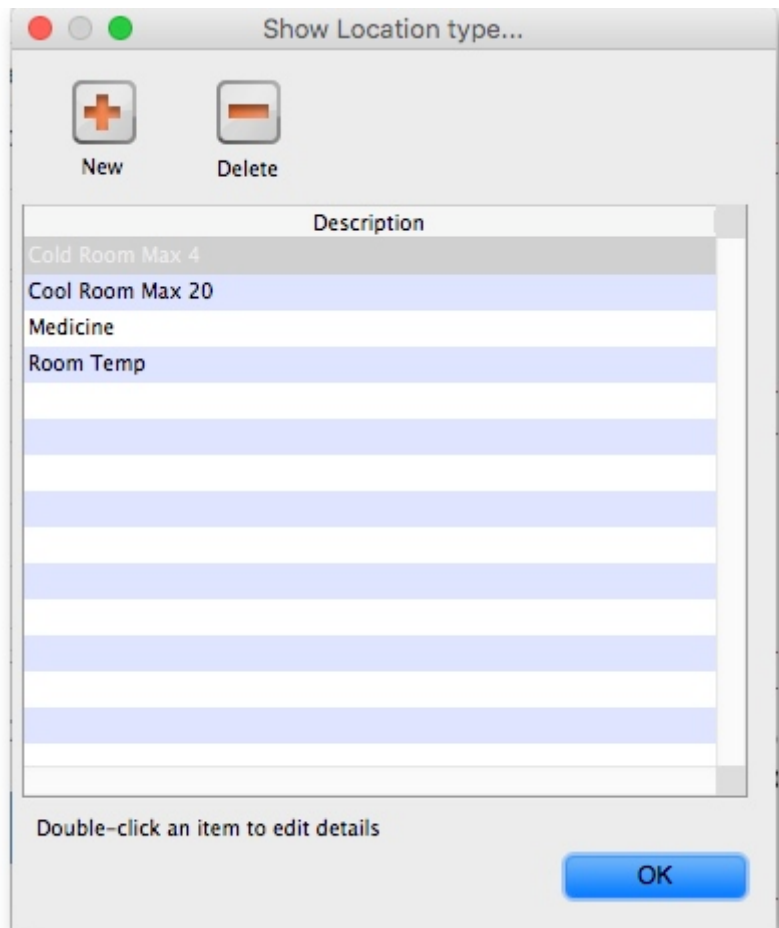 Show Location type...
New
Delete
Description
Cold Room Max 4
Cool Room Max 20
Medicine
Room Temp
Double-click an item to edit details
OK